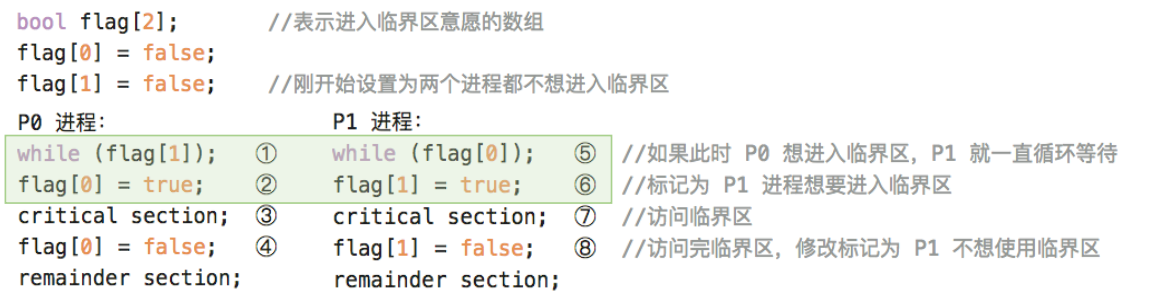 bool flag[2]; //表示进入临界区意愿的数组
flag[0] = false;
flag[1] = false; //刚开始设置为两个进程都不想进入临界区
P0 进程: P1 进程:
while (flag[1]); ① while (flag[0]); ⑤ //如果此时 P0 想进入临界区，P1 就一直循环等待
flag[0] = true; ② flag[1] = true; ⑥ //标记为 P1 进程想要进入临界区
critical section; ③ critical section; ⑦ //访问临界区
flag[0] = false; ④ flag[1] = false; ⑧ //访问完临界区，修改标记为 P1 不想使用临界区
remainder section; remainder section;